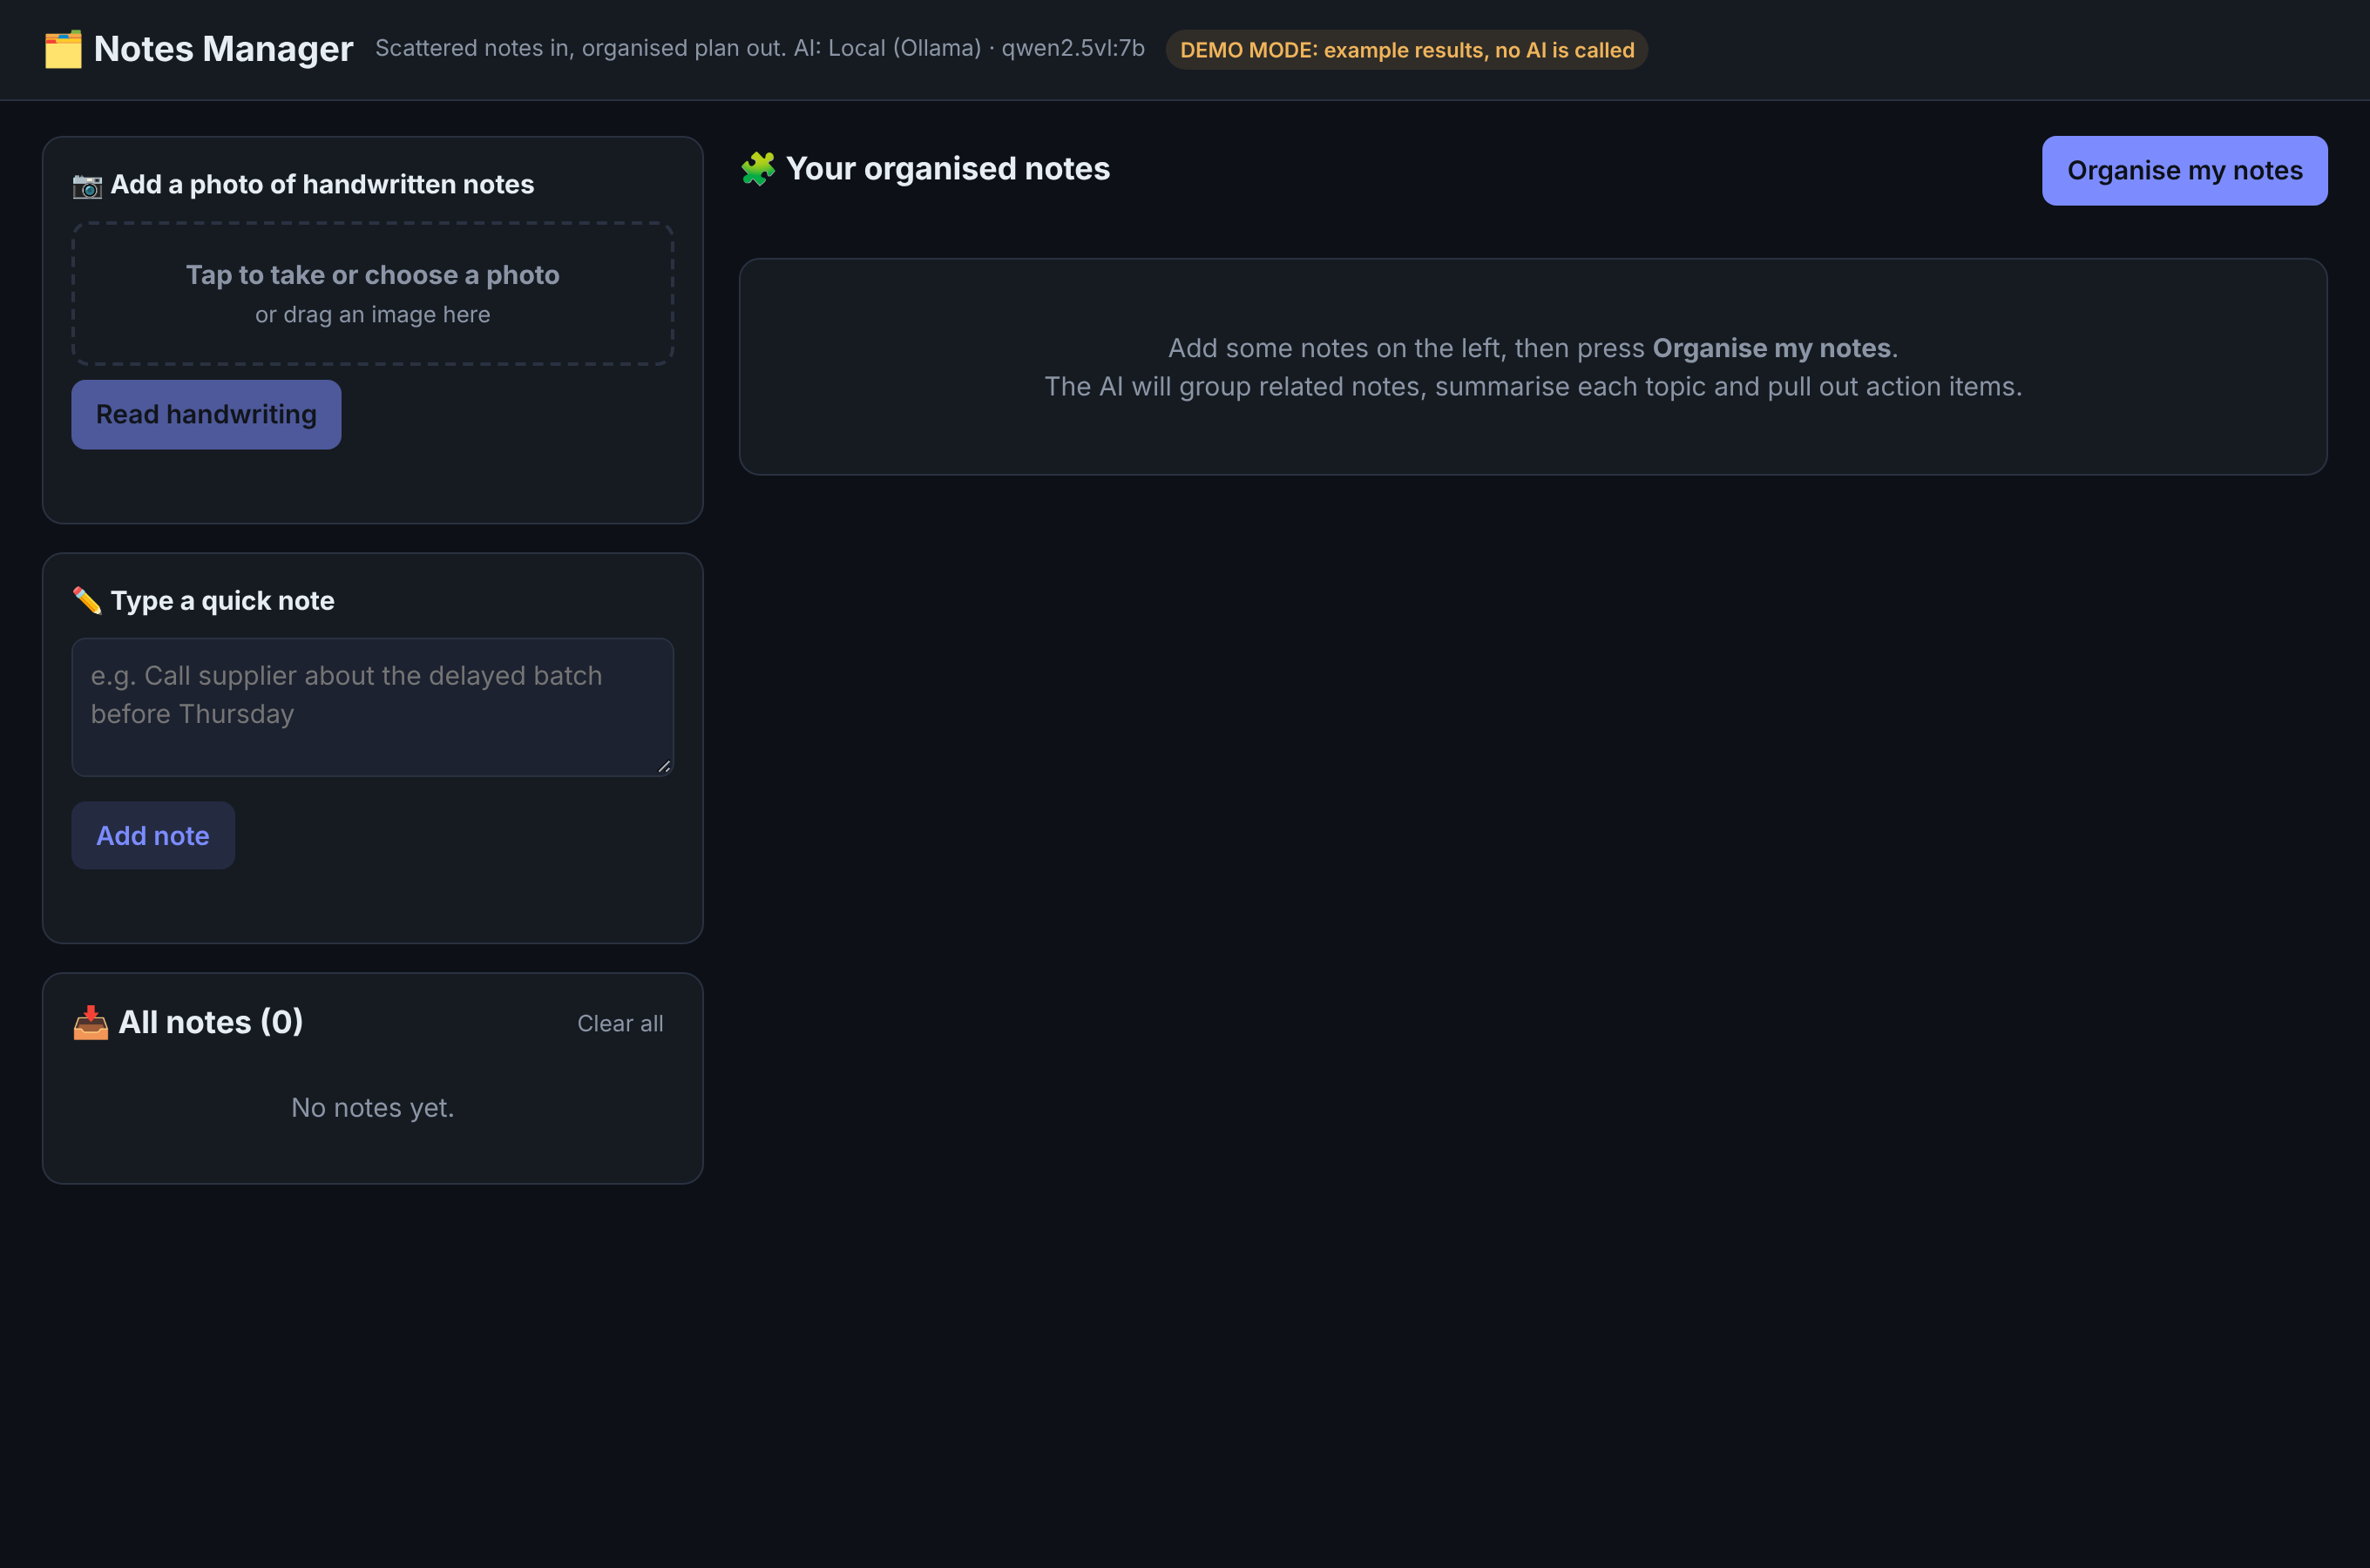 Notes Manager Scattered notes in, organised plan out. AI: Local (Ollama) · qwen2.5vl:7b DEMO MODE: example results, no AI is called
Add a photo of handwritten notes
Tap to take or choose a photo
or drag an image here
Read handwriting
Type a quick note
e.g. Call supplier about the delayed batch
before Thursday
Add note
All notes (0) Clear all
No notes yet.
Your organised notes Organise my notes
Add some notes on the left, then press Organise my notes.
The AI will group related notes, summarise each topic and pull out action items.